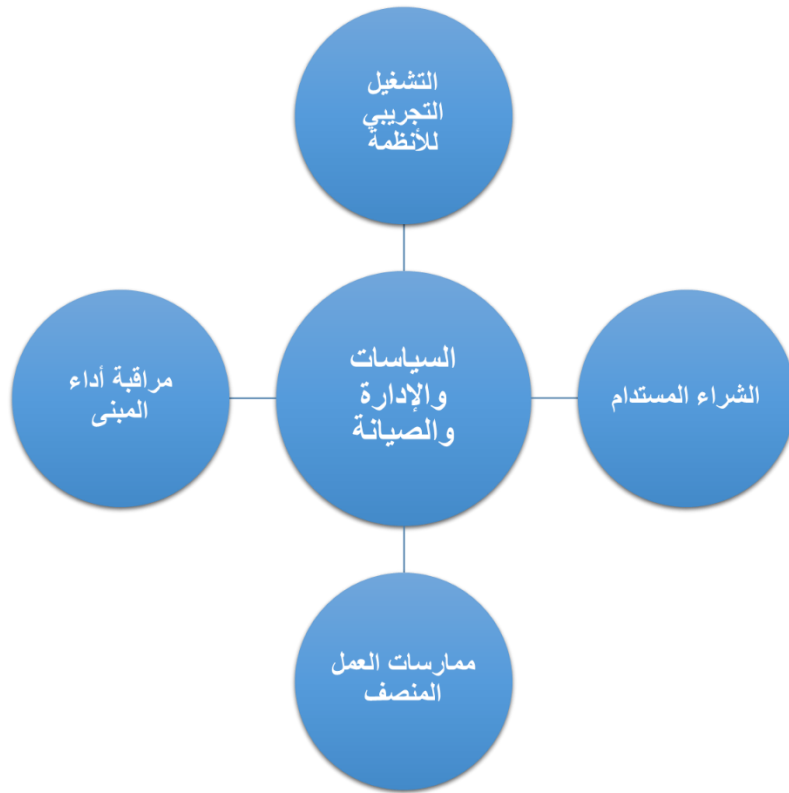 التشغيل
التجريبي
للأنظمة
الشراء المستدام
السياسات
والإدارة
والصيانة
مراقبة أداء
المبنى
ممارسات العمل
المنصف